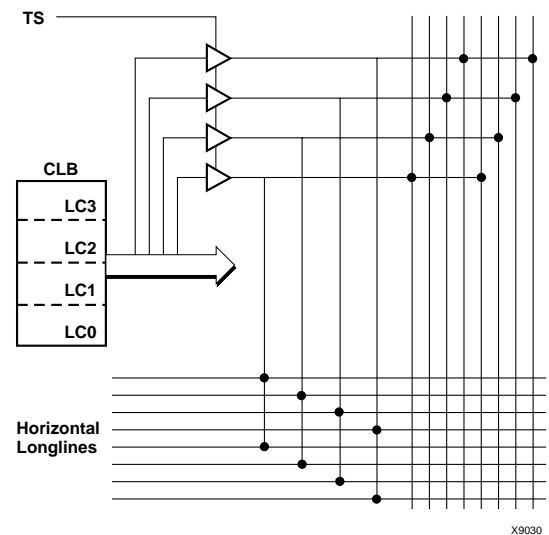 TS
CLB
LC3
LC2
LC1
LC0
Horizontal
Longlines
X9030